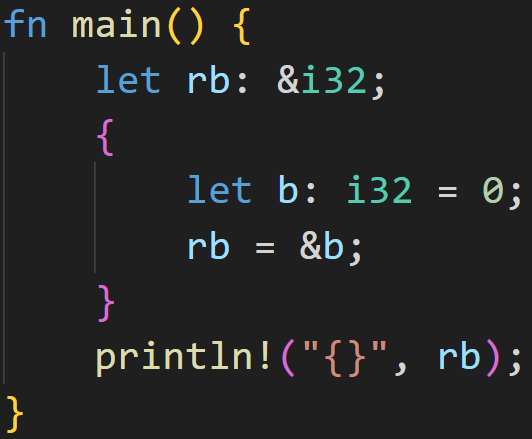 fn main() {
    let rb: &i32;
    {
        let b: i32 = 0;
        rb = &b;
    }
    println!("{}", rb);
}